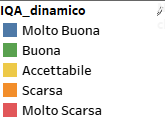 IQA_dinamico
Molto Buona
Buona
Accettabile
Scarsa
Molto Scarsa